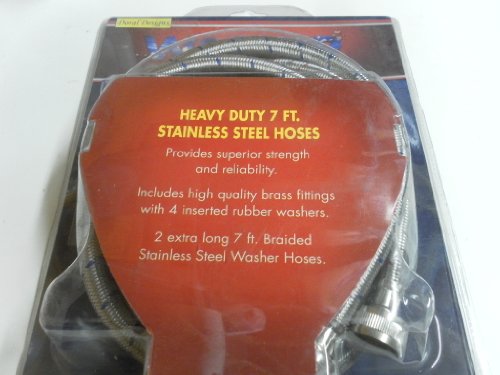 Dural Designs
HEAVY DUTY 7 FT.
STAINLESS STEEL HOSES
Provides superior strength
and reliability.
Includes high quality brass fittings
with 4 inserted rubber washers.
2 extra long 7 ft. Braided
Stainless Steel Washer Hoses.